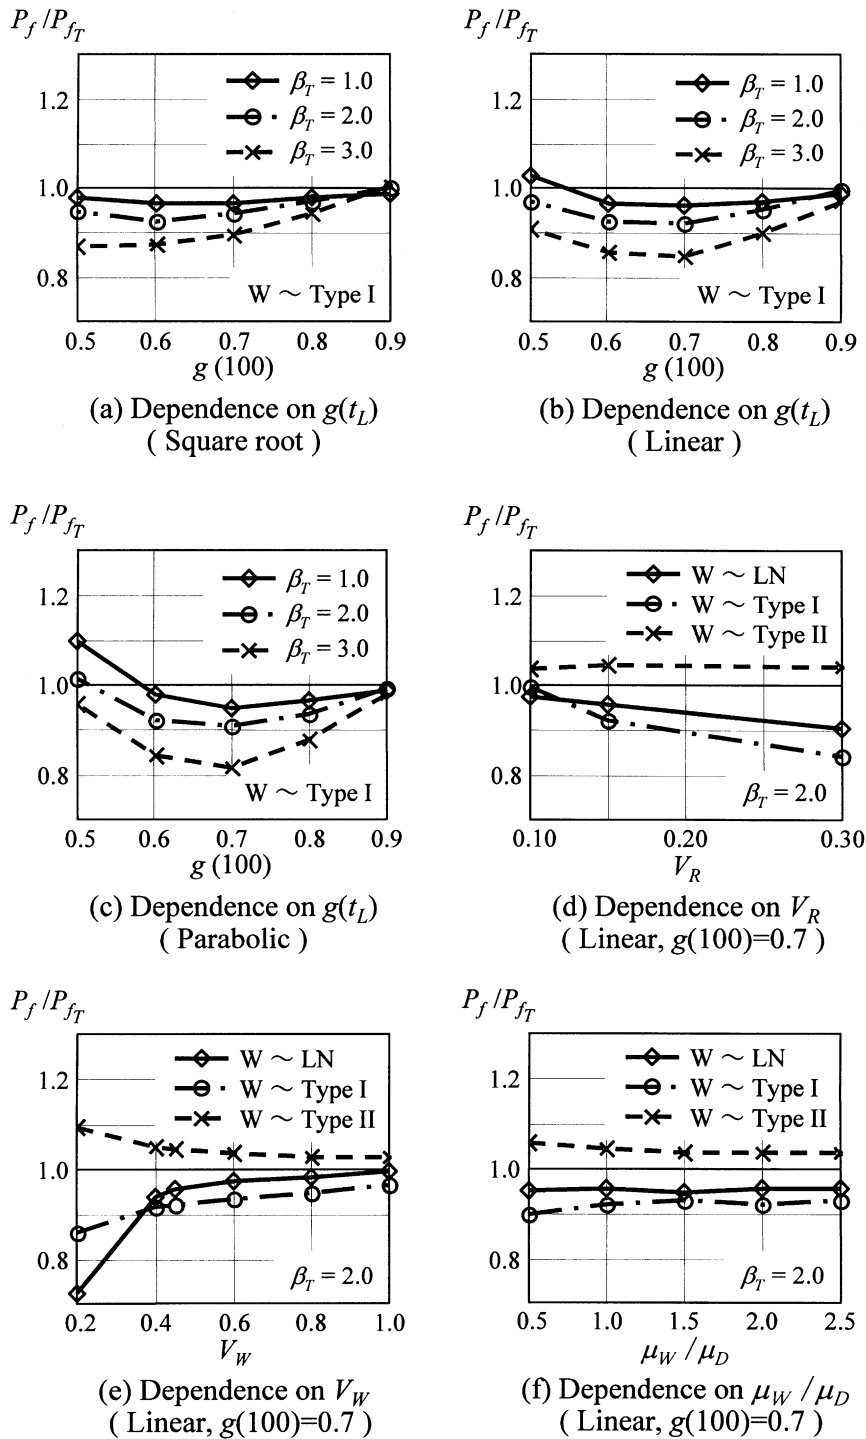 P_f /P_{f_T} P_f /P_{f_T}
1.2 β_T = 1.0 1.2 β_T = 1.0
β_T = 2.0 β_T = 2.0
β_T = 3.0 β_T = 3.0
1.0 1.0
0.8 0.8
W ~ Type I W ~ Type I
0.5 0.6 0.7 0.8 0.9 0.5 0.6 0.7 0.8 0.9
g (100) g (100)
(a) Dependence on g(t_L) (b) Dependence on g(t_L)
( Square root ) ( Linear )
P_f /P_{f_T} P_f /P_{f_T}
1.2 β_T = 1.0 1.2 W ~ LN
β_T = 2.0 W ~ Type I
β_T = 3.0 W ~ Type II
1.0 1.0
0.8 0.8
W ~ Type I β_T = 2.0
0.5 0.6 0.7 0.8 0.9 0.10 0.20 0.30
g (100) V_R
(c) Dependence on g(t_L) (d) Dependence on V_R
( Parabolic ) ( Linear, g(100)=0.7 )
P_f /P_{f_T} P_f /P_{f_T}
1.2 W ~ LN 1.2 W ~ LN
W ~ Type I W ~ Type I
W ~ Type II W ~ Type II
1.0 1.0
0.8 0.8
β_T = 2.0 β_T = 2.0
0.2 0.4 0.6 0.8 1.0 0.5 1.0 1.5 2.0 2.5
V_W μ_W / μ_D
(e) Dependence on V_W (f) Dependence on μ_W / μ_D
( Linear, g(100)=0.7 ) ( Linear, g(100)=0.7 )